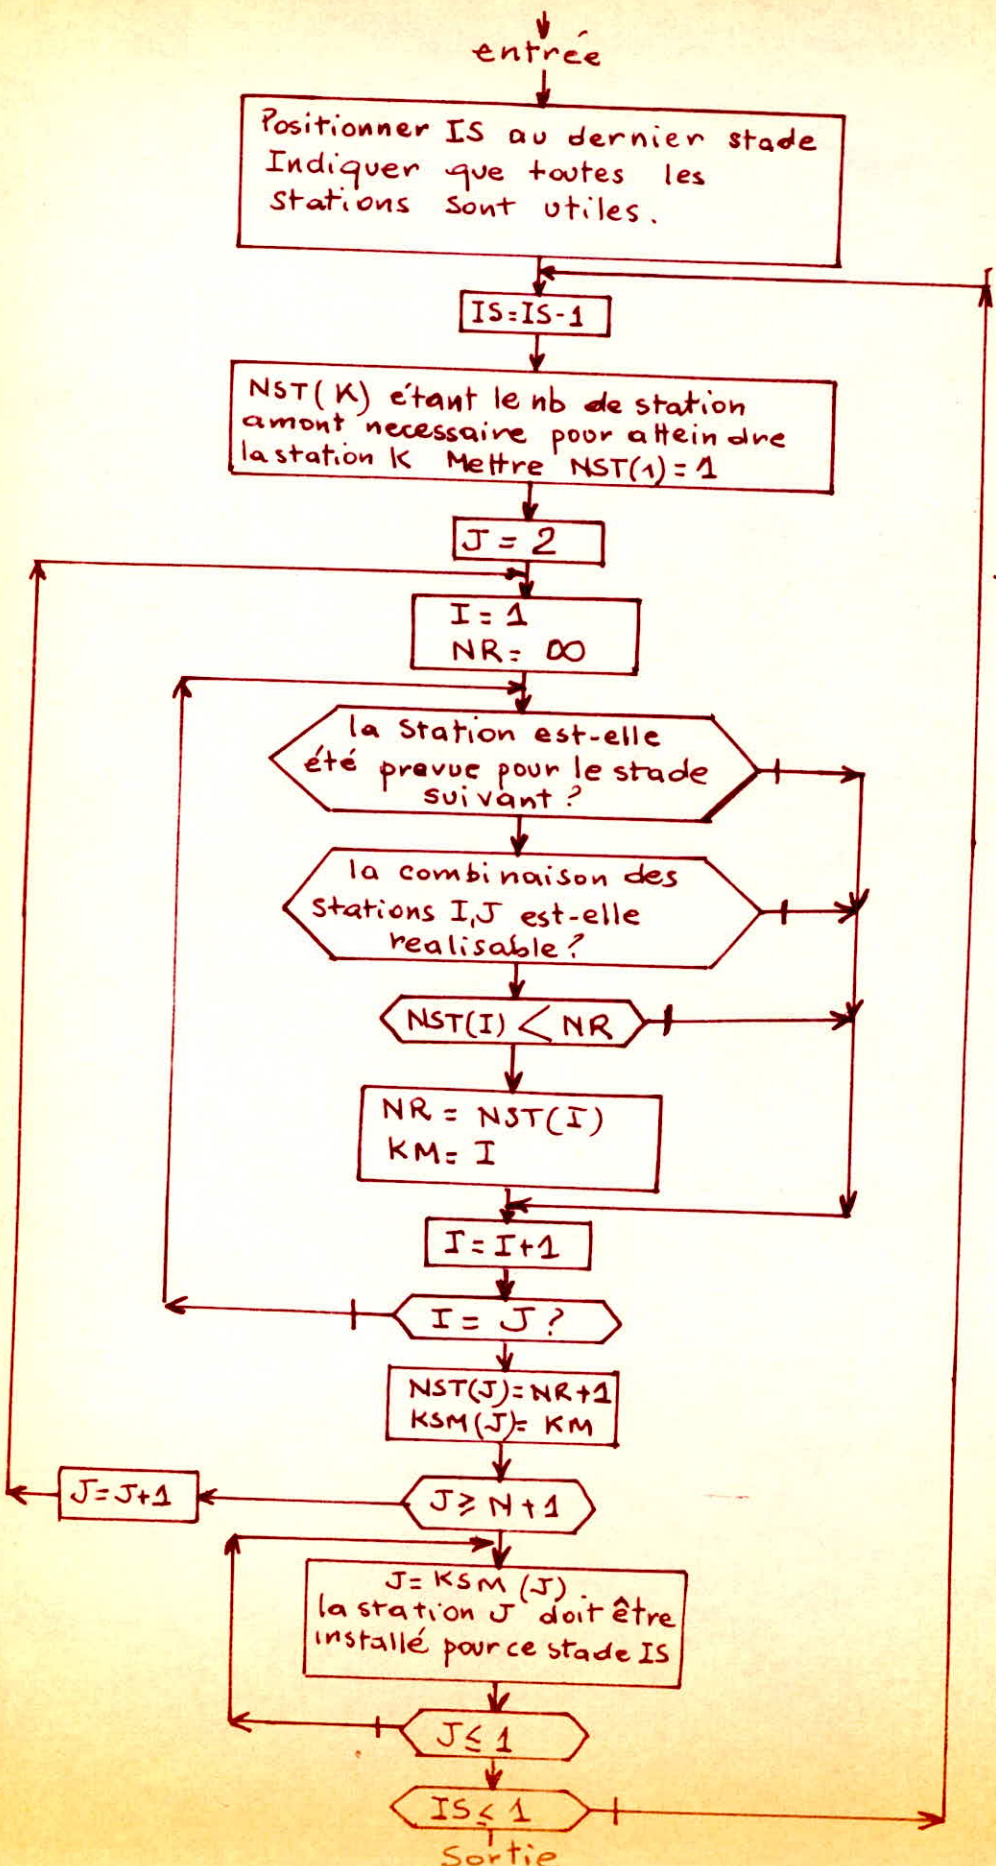 entrée
Positionner IS au dernier stade
Indiquer que toutes les
stations sont utiles.
IS=IS-1
NST(K) étant le nb de station
amont necessaire pour atteindre
la station K Mettre NST(1)=1
J = 2
I = 1
NR = ∞
la station est-elle
été prevue pour le stade
suivant ?
la combinaison des
stations I,J est-elle
realisable ?
NST(I) < NR
NR = NST(I)
KM = I
I = I+1
I = J ?
NST(J)=NR+1
KSM(J)= KM
J=J+1
J ≥ N+1
J= KSM(J).
la station J doit être
installé pour ce stade IS
J ≤ 1
IS ≤ 1
Sortie